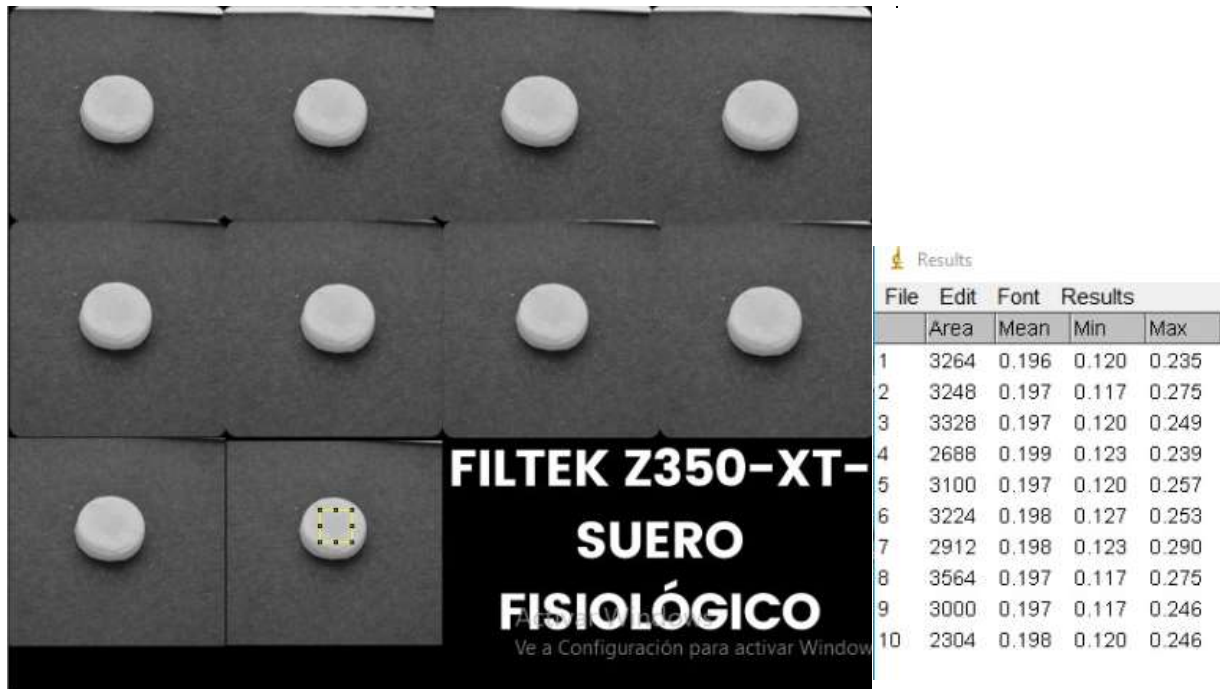 FILTEK Z350-XT-
SUERO
FISIOLÓGICO
Activar Windows
Ve a Configuración para activar Window
Results
File Edit Font Results
Area Mean Min Max
1 3264 0.196 0.120 0.235
2 3248 0.197 0.117 0.275
3 3328 0.197 0.120 0.249
4 2688 0.199 0.123 0.239
5 3100 0.197 0.120 0.257
6 3224 0.198 0.127 0.253
7 2912 0.198 0.123 0.290
8 3564 0.197 0.117 0.275
9 3000 0.197 0.117 0.246
10 2304 0.198 0.120 0.246